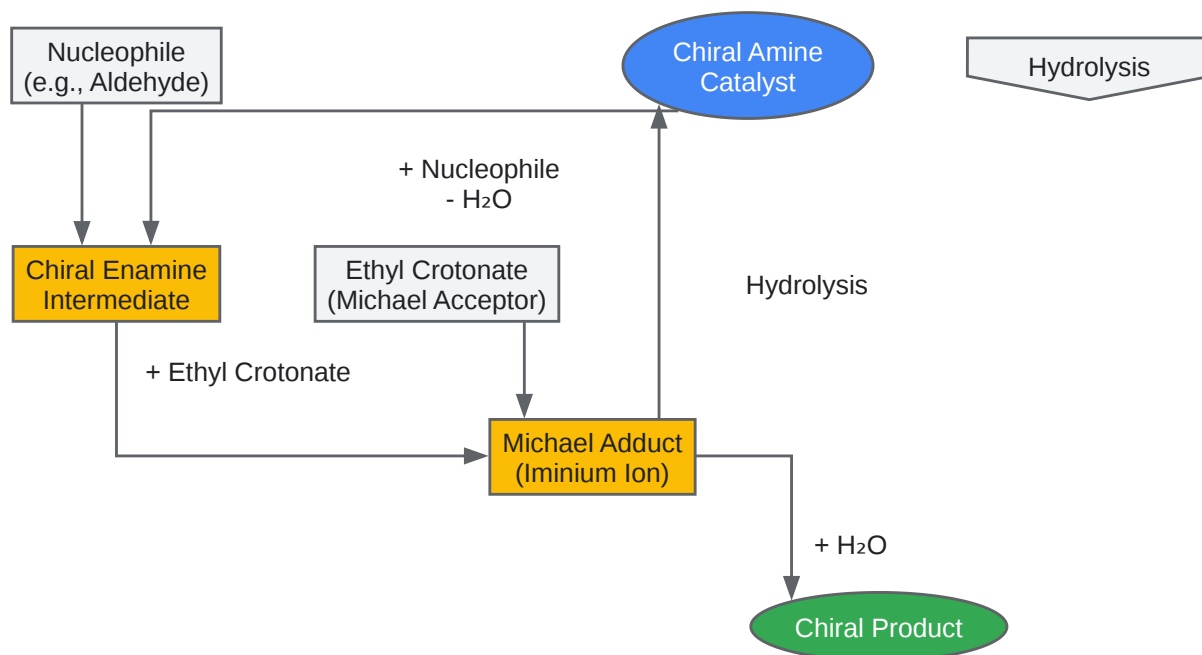 Nucleophile
(e.g., Aldehyde)
Chiral Amine
Catalyst
Hydrolysis
+ Nucleophile
- H₂O
Chiral Enamine
Intermediate
Ethyl Crotonate
(Michael Acceptor)
Hydrolysis
+ Ethyl Crotonate
Michael Adduct
(Iminium Ion)
+ H₂O
Chiral Product